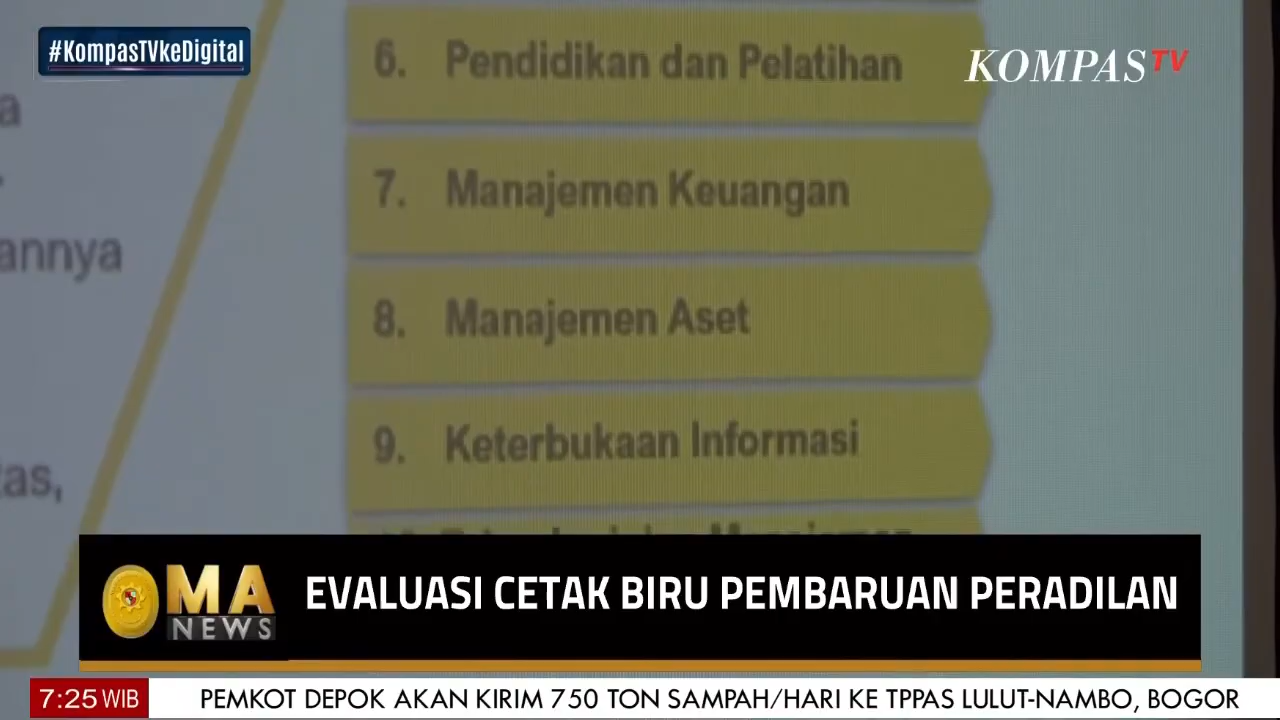 #KompasTVkeDigital
KOMPAS TV
6. Pendidikan dan Pelatihan
a
7. Manajemen Keuangan
annya
8. Manajemen Aset
9. Keterbukaan Informasi
tas,
MA
NEWS
EVALUASI CETAK BIRU PEMBARUAN PERADILAN
7:25 WIB
PEMKOT DEPOK AKAN KIRIM 750 TON SAMPAH/HARI KE TPPAS LULUT-NAMBO, BOGOR